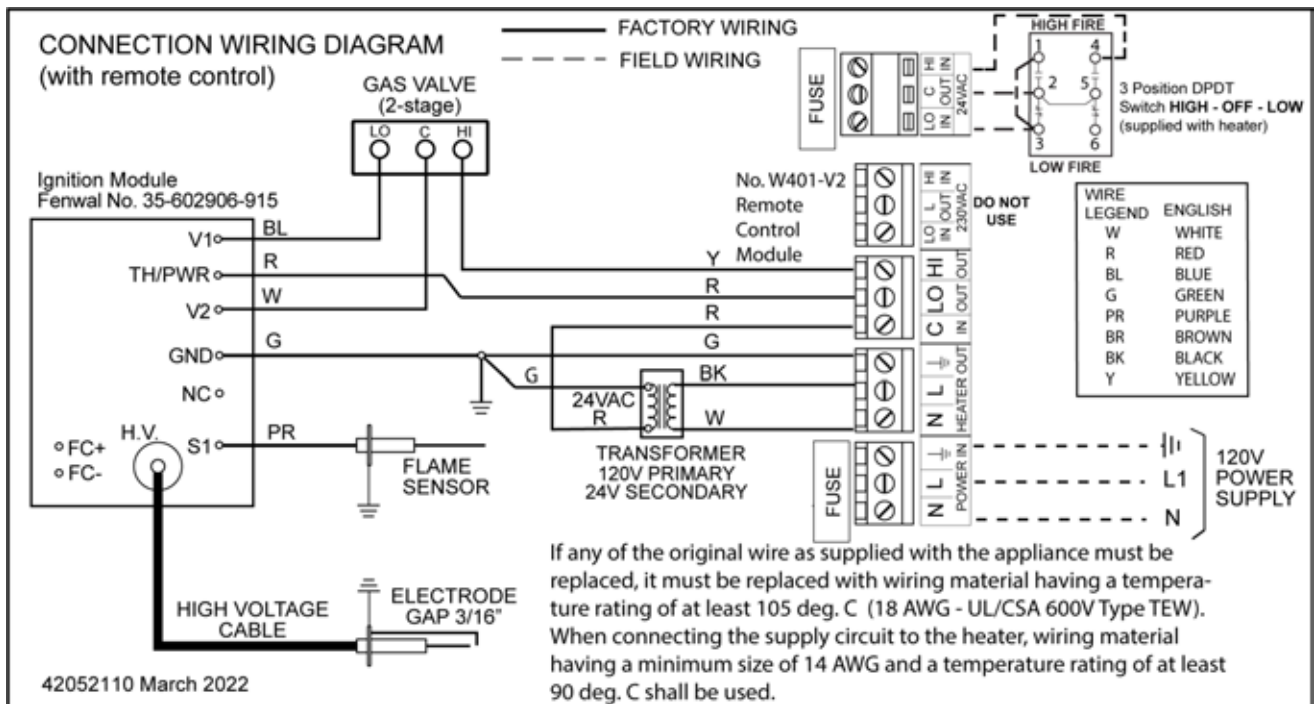 CONNECTION WIRING DIAGRAM
(with remote control)
FACTORY WIRING
FIELD WIRING
GAS VALVE
(2-stage)
LO C HI
Ignition Module
Fenwal No. 35-602906-915
V1
BL
TH/PWR
R
V2
W
GND
G
NC
H.V.
FC+
FC-
S1
PR
FLAME
SENSOR
HIGH VOLTAGE
CABLE
ELECTRODE
GAP 3/16"
42052110 March 2022
FUSE
LO C HI
IN OUT IN
24VAC
HIGH FIRE
1 4
2 5
3 6
LOW FIRE
3 Position DPDT
Switch HIGH - OFF - LOW
(supplied with heater)
No. W401-V2
Remote
Control
Module
LO L HI
IN OUT IN
230VAC
DO NOT
USE
Y
R
R
G
BK
W
C LO HI
IN OUT OUT
N L
HEATER OUT
G
24VAC
R
TRANSFORMER
120V PRIMARY
24V SECONDARY
FUSE
N L
POWER IN
L1
N
120V
POWER
SUPPLY
WIRE
LEGEND ENGLISH
W WHITE
R RED
BL BLUE
G GREEN
PR PURPLE
BR BROWN
BK BLACK
Y YELLOW
If any of the original wire as supplied with the appliance must be
replaced, it must be replaced with wiring material having a tempera-
ture rating of at least 105 deg. C (18 AWG - UL/CSA 600V Type TEW).
When connecting the supply circuit to the heater, wiring material
having a minimum size of 14 AWG and a temperature rating of at least
90 deg. C shall be used.